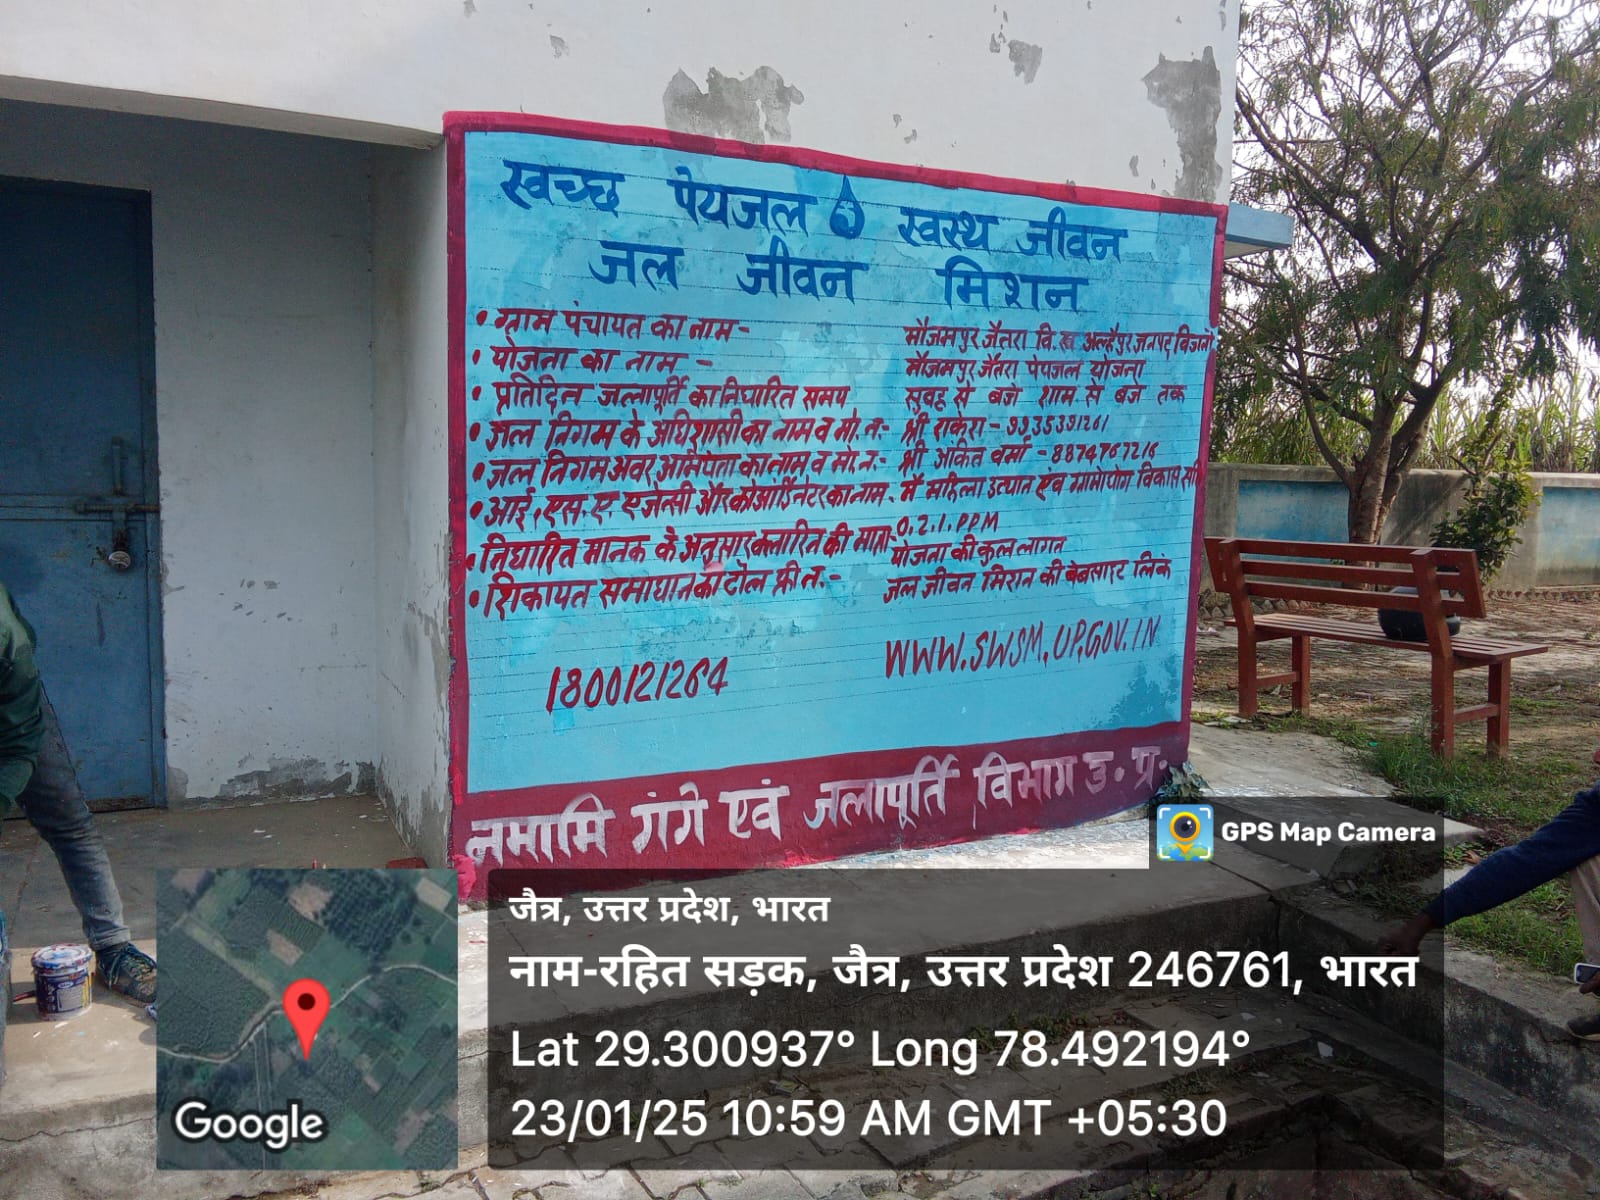 स्वच्छ पेयजल स्वस्थ जीवन
जल जीवन मिशन
• ग्राम पंचायत का नाम - मौजमपुर जैतरा वि. ख अल्हैपुर जनपद बिजनौर
• योजना का नाम - मौजमपुर जैतरा पेयजल योजना
• प्रतिदिन जलापूर्ति का निर्धारित समय सुबह से बजे शाम से बजे तक
• जल निगम के अधिशासी का नाम व मो. न.- श्री राकेश -
• जल निगम अवर अभियंता का नाम व मो. न.- श्री अंकित वर्मा - 8874767216
• आई. एस. ए. एजेन्सी और कोआर्डिनेटर का नाम. मै महिला उत्थान एंव ग्रामोद्योग विकास
• निर्धारित मानक के अनुसार क्लोरिन की मात्रा- 0.2.1.PPM
योजना की कुल लागत
• शिकायत समाधान की टोल फ्री न.- जल जीवन मिशन की बेबसाइट लिंक
1800121264 WWW.SWSM.UP.GOV.IN
नमामि गंगे एवं जलापूर्ति विभाग उ. प्र.
GPS Map Camera
जैत्र, उत्तर प्रदेश, भारत
नाम-रहित सड़क, जैत्र, उत्तर प्रदेश 246761, भारत
Lat 29.300937° Long 78.492194°
23/01/25 10:59 AM GMT +05:30
Google